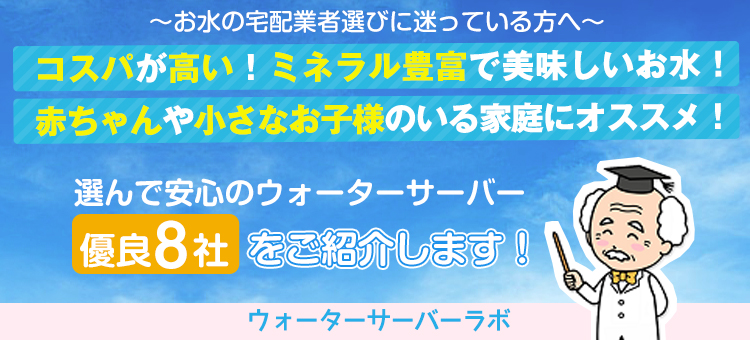 ～お水の宅配業者選びに迷っている方へ～
コスパが高い！ミネラル豊富で美味しいお水！
赤ちゃんや小さなお子様のいる家庭にオススメ！
選んで安心のウォーターサーバー
優良8社をご紹介します！
ウォーターサーバーラボ